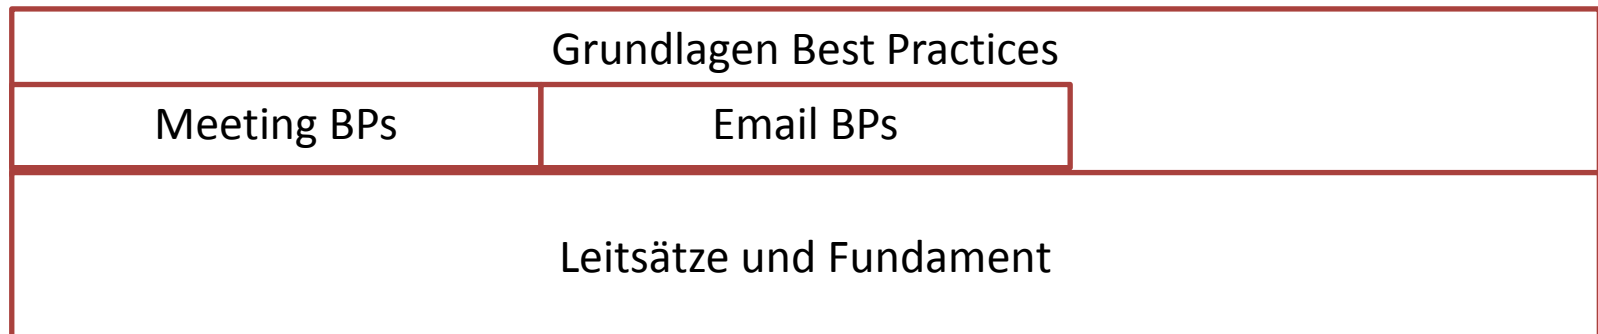 Grundlagen Best Practices
Meeting BPs
Email BPs
Leitsätze und Fundament